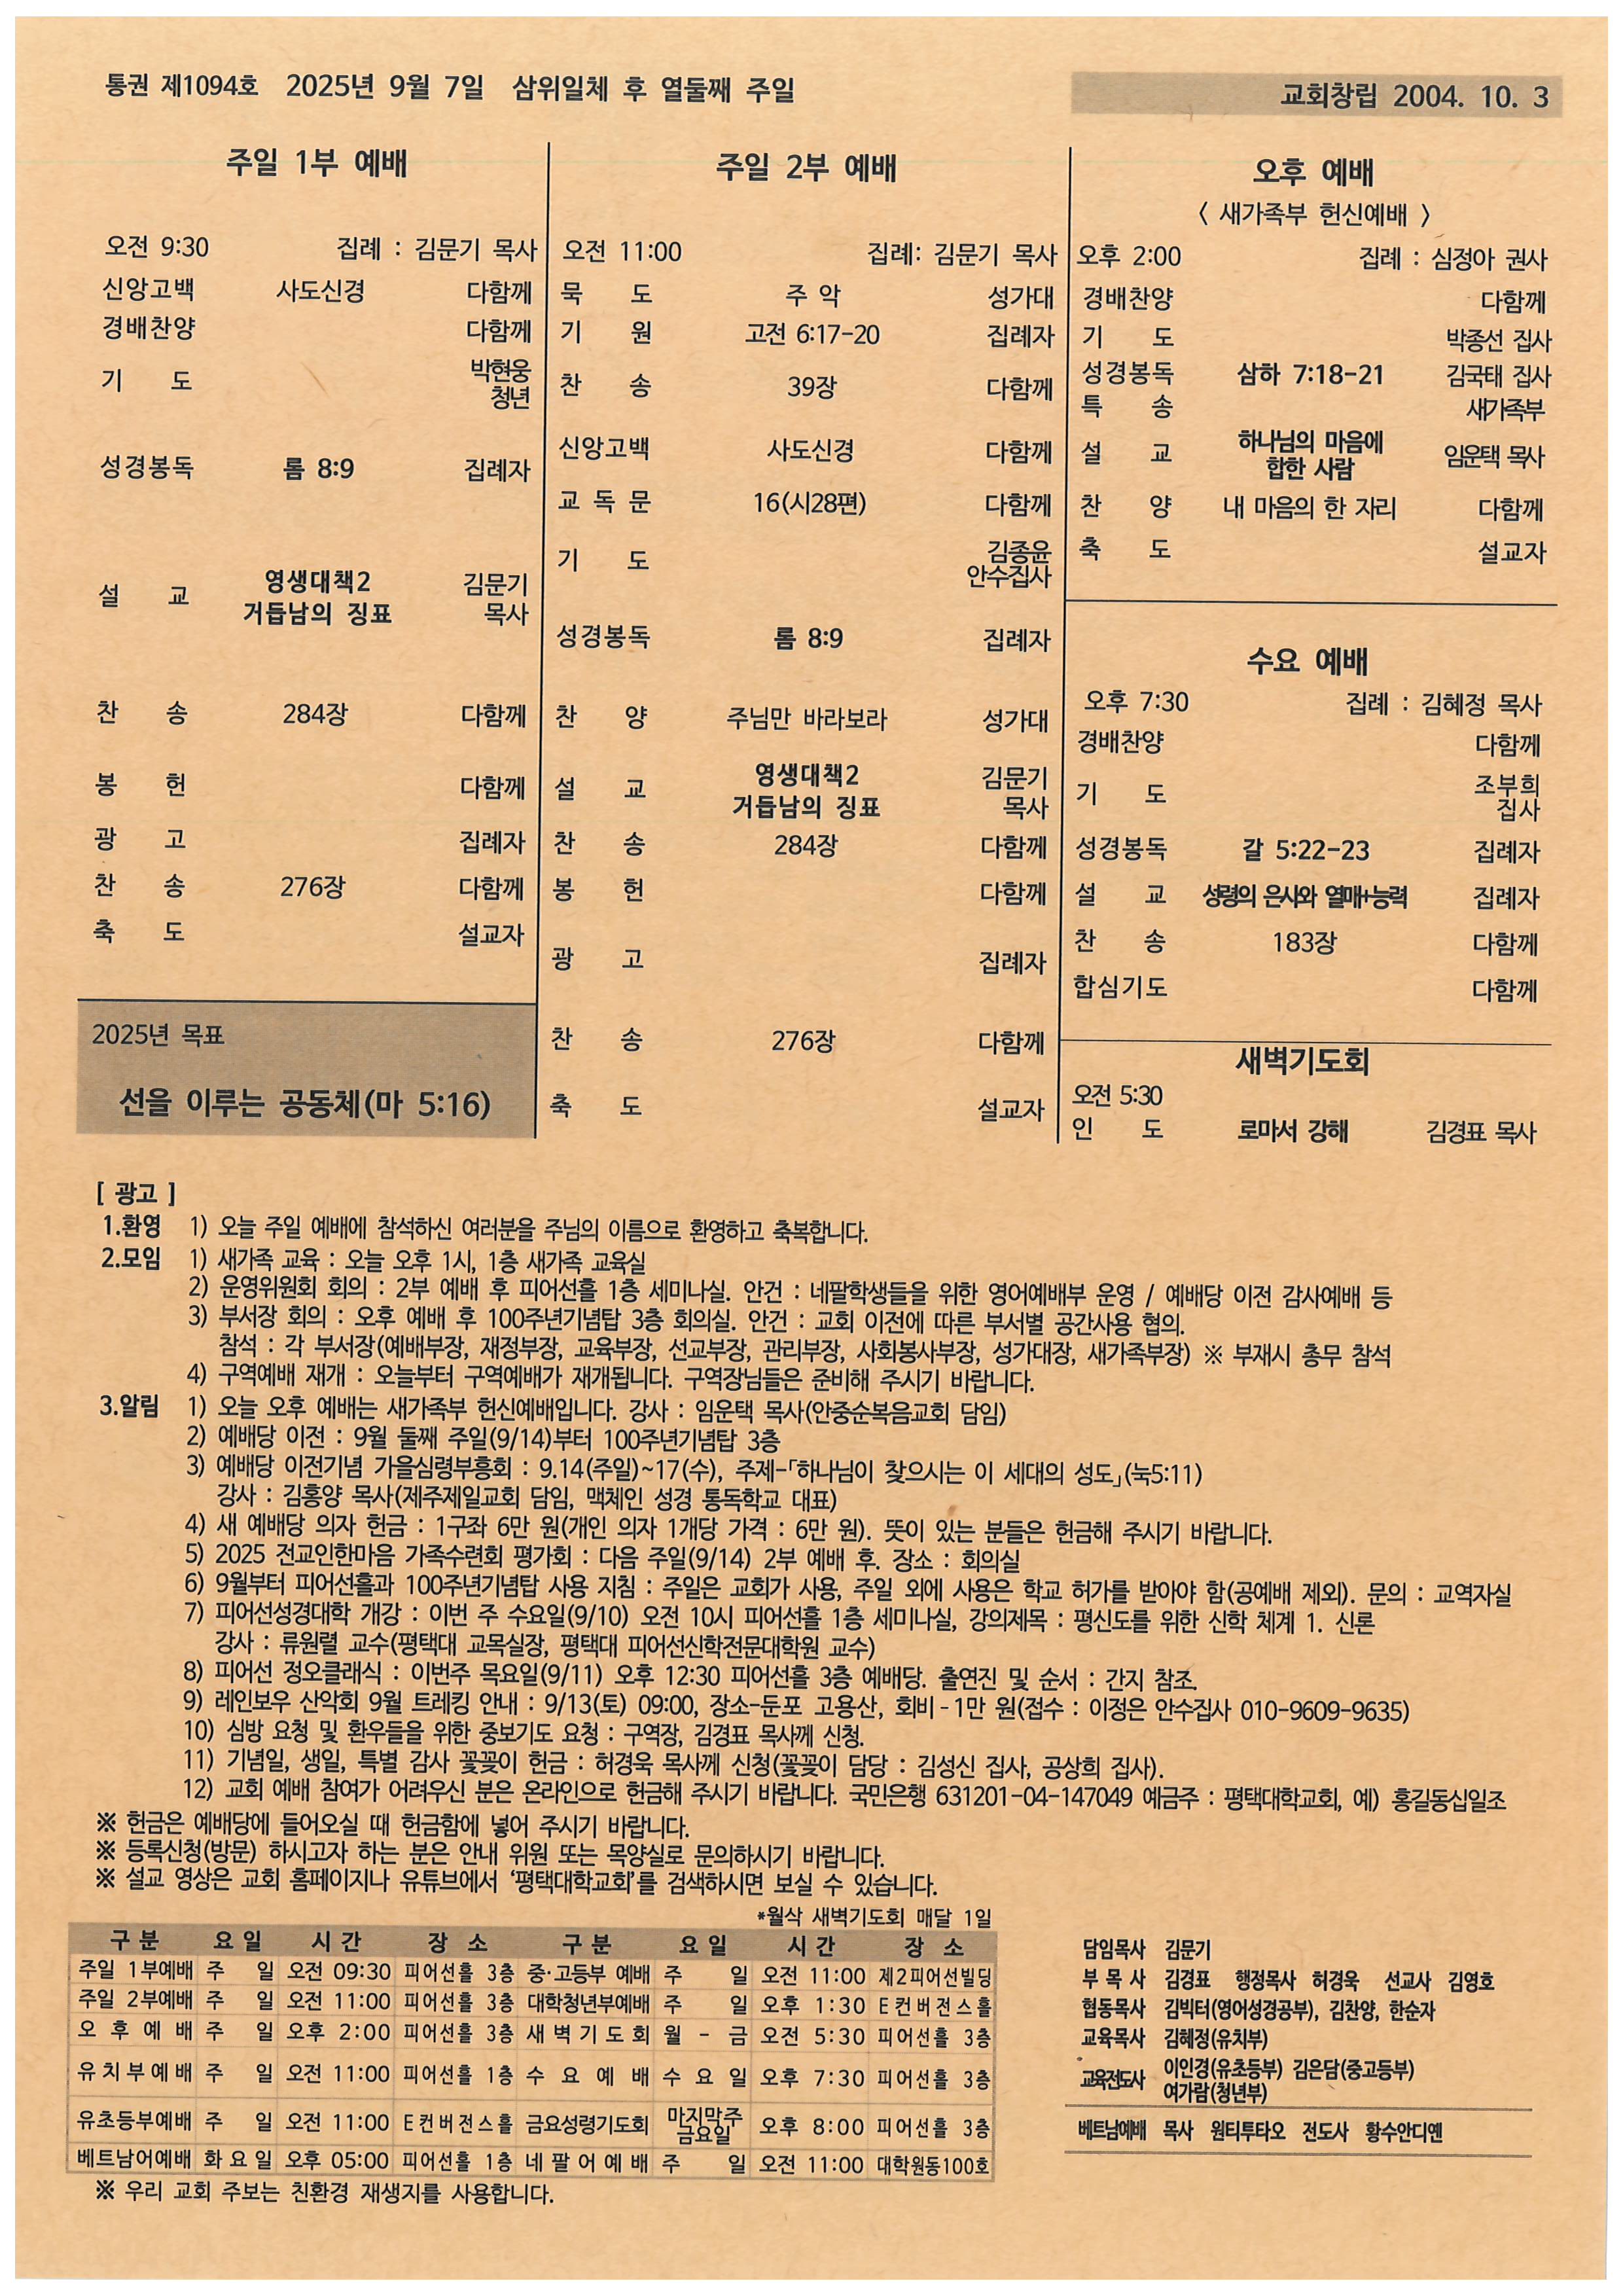 통권 제1094호 2025년 9월 7일 삼위일체 후 열둘째 주일
교회창립 2004. 10. 3
주일 1부 예배
오전 9:30 집례 : 김문기 목사
신앙고백 사도신경 다함께
경배찬양 다함께
기 도 박현웅
청년
성경봉독 롬 8:9 집례자
설 교 영생대책2 김문기
거듭남의 징표 목사
찬 송 284장 다함께
봉 헌 다함께
광 고 집례자
찬 송 276장 다함께
축 도 설교자
2025년 목표
선을 이루는 공동체(마 5:16)
주일 2부 예배
오전 11:00 집례: 김문기 목사
묵 도 주 악 성가대
기 원 고전 6:17-20 집례자
찬 송 39장 다함께
신앙고백 사도신경 다함께
교 독 문 16(시28편) 다함께
기 도 김종윤
안수집사
성경봉독 롬 8:9 집례자
찬 양 주님만 바라보라 성가대
설 교 영생대책2 김문기
거듭남의 징표 목사
찬 송 284장 다함께
봉 헌 다함께
광 고 집례자
찬 송 276장 다함께
축 도 설교자
오후 예배
< 새가족부 헌신예배 >
오후 2:00 집례 : 심정아 권사
경배찬양 다함께
기 도 박종선 집사
성경봉독 삼하 7:18-21 김국태 집사
특 송 새가족부
설 교 하나님의 마음에 임운택 목사
합한 사람
찬 양 내 마음의 한 자리 다함께
축 도 설교자
수요 예배
오후 7:30 집례 : 김혜정 목사
경배찬양 다함께
기 도 조부희
집사
성경봉독 갈 5:22-23 집례자
설 교 성령의 은사와 열매+능력 집례자
찬 송 183장 다함께
합심기도 다함께
새벽기도회
오전 5:30
인 도 로마서 강해 김경표 목사
[ 광고 ]
1.환영 1) 오늘 주일 예배에 참석하신 여러분을 주님의 이름으로 환영하고 축복합니다.
2.모임 1) 새가족 교육 : 오늘 오후 1시, 1층 새가족 교육실
2) 운영위원회 회의 : 2부 예배 후 피어선홀 1층 세미나실. 안건 : 네팔학생들을 위한 영어예배부 운영 / 예배당 이전 감사예배 등
3) 부서장 회의 : 오후 예배 후 100주년기념탑 3층 회의실. 안건 : 교회 이전에 따른 부서별 공간사용 협의.
참석 : 각 부서장(예배부장, 재정부장, 교육부장, 선교부장, 관리부장, 사회봉사부장, 성가대장, 새가족부장) ※ 부재시 총무 참석
4) 구역예배 재개 : 오늘부터 구역예배가 재개됩니다. 구역장님들은 준비해 주시기 바랍니다.
3.알림 1) 오늘 오후 예배는 새가족부 헌신예배입니다. 강사 : 임운택 목사(안중순복음교회 담임)
2) 예배당 이전 : 9월 둘째 주일(9/14)부터 100주년기념탑 3층
3) 예배당 이전기념 가을심령부흥회 : 9.14(주일)~17(수), 주제-「하나님이 찾으시는 이 세대의 성도」(눅5:11)
강사 : 김홍양 목사(제주제일교회 담임, 맥체인 성경 통독학교 대표)
4) 새 예배당 의자 헌금 : 1구좌 6만 원(개인 의자 1개당 가격 : 6만 원). 뜻이 있는 분들은 헌금해 주시기 바랍니다.
5) 2025 전교인한마음 가족수련회 평가회 : 다음 주일(9/14) 2부 예배 후. 장소 : 회의실
6) 9월부터 피어선홀과 100주년기념탑 사용 지침 : 주일은 교회가 사용, 주일 외에 사용은 학교 허가를 받아야 함(공예배 제외). 문의 : 교역자실
7) 피어선성경대학 개강 : 이번 주 수요일(9/10) 오전 10시 피어선홀 1층 세미나실, 강의제목 : 평신도를 위한 신학 체계 1. 신론
강사 : 류원렬 교수(평택대 교목실장, 평택대 피어선신학전문대학원 교수)
8) 피어선 정오클래식 : 이번주 목요일(9/11) 오후 12:30 피어선홀 3층 예배당. 출연진 및 순서 : 간지 참조.
9) 레인보우 산악회 9월 트레킹 안내 : 9/13(토) 09:00, 장소-둔포 고용산, 회비-1만 원(접수 : 이정은 안수집사 010-9609-9635)
10) 심방 요청 및 환우들을 위한 중보기도 요청 : 구역장, 김경표 목사께 신청.
11) 기념일, 생일, 특별 감사 꽃꽂이 헌금 : 허경욱 목사께 신청(꽃꽂이 담당 : 김성신 집사, 공상희 집사).
12) 교회 예배 참여가 어려우신 분은 온라인으로 헌금해 주시기 바랍니다. 국민은행 631201-04-147049 예금주 : 평택대학교회, 예) 홍길동십일조
※ 헌금은 예배당에 들어오실 때 헌금함에 넣어 주시기 바랍니다.
※ 등록신청(방문) 하시고자 하는 분은 안내 위원 또는 목양실로 문의하시기 바랍니다.
※ 설교 영상은 교회 홈페이지나 유튜브에서 '평택대학교회'를 검색하시면 보실 수 있습니다.
*월삭 새벽기도회 매달 1일
구 분 요 일 시 간 장 소 구 분 요 일 시 간 장 소
주일 1부예배 주 일 오전 09:30 피어선홀 3층 중·고등부 예배 주 일 오전 11:00 제2피어선빌딩
주일 2부예배 주 일 오전 11:00 피어선홀 3층 대학청년부예배 주 일 오후 1:30 E컨버전스홀
오 후 예 배 주 일 오후 2:00 피어선홀 3층 새벽기도회 월 - 금 오전 5:30 피어선홀 3층
유치부예배 주 일 오전 11:00 피어선홀 1층 수 요 예 배 수 요 일 오후 7:30 피어선홀 3층
유초등부예배 주 일 오전 11:00 E컨버전스홀 금요성령기도회 마지막주 금요일 오후 8:00 피어선홀 3층
베트남어예배 화요일 오후 05:00 피어선홀 1층 네팔어예배 주 일 오전 11:00 대학원동100호
※ 우리 교회 주보는 친환경 재생지를 사용합니다.
담임목사 김문기
부 목 사 김경표 행정목사 허경욱 선교사 김영호
협동목사 김빅터(영어성경공부), 김찬양, 한순자
교육목사 김혜정(유치부)
교육전도사 이인경(유초등부) 김은담(중고등부)
여가람(청년부)
베트남예배 목사 원티투타오 전도사 황수안디엔